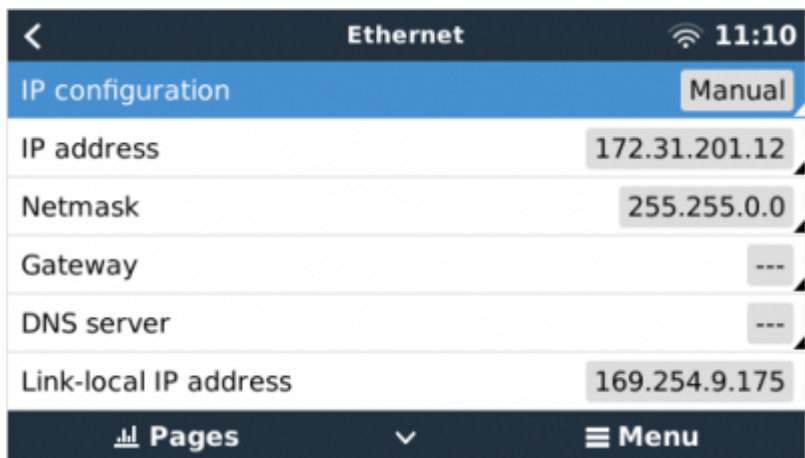 Ethernet 11:10
IP configuration Manual
IP address 172.31.201.12
Netmask 255.255.0.0
Gateway ---
DNS server ---
Link-local IP address 169.254.9.175
Pages Menu